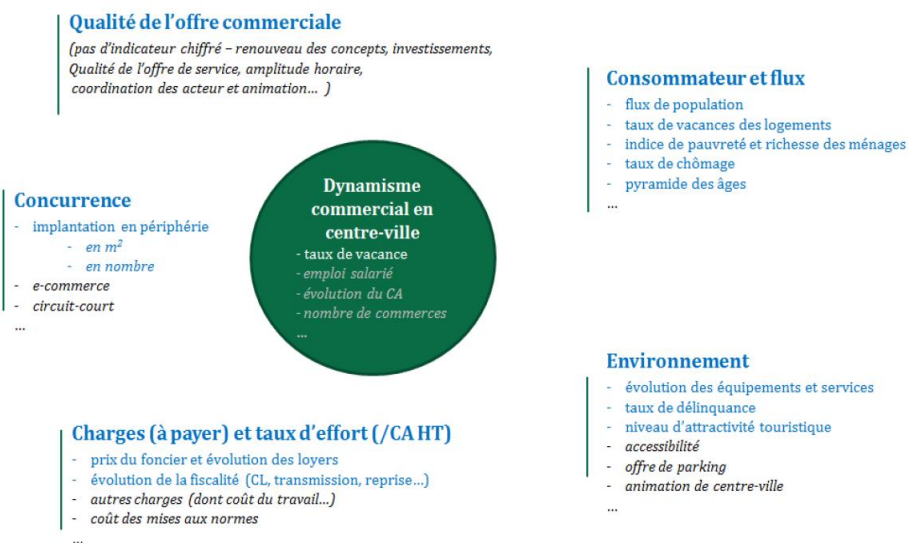 Qualité de l'offre commerciale
(pas d'indicateur chiffré – renouveau des concepts, investissements,
Qualité de l'offre de service, amplitude horaire,
coordination des acteur et animation… )
Consommateur et flux
- flux de population
- taux de vacances des logements
- indice de pauvreté et richesse des ménages
- taux de chômage
- pyramide des âges
…
Concurrence
- implantation en périphérie
- en m²
- en nombre
- e-commerce
- circuit-court
…
Dynamisme
commercial en
centre-ville
- taux de vacance
- emploi salarié
- évolution du CA
- nombre de commerces
…
Environnement
- évolution des équipements et services
- taux de délinquance
- niveau d'attractivité touristique
- accessibilité
- offre de parking
- animation de centre-ville
…
Charges (à payer) et taux d'effort (/CA HT)
- prix du foncier et évolution des loyers
- évolution de la fiscalité (CL, transmission, reprise…)
- autres charges (dont coût du travail…)
- coût des mises aux normes
…